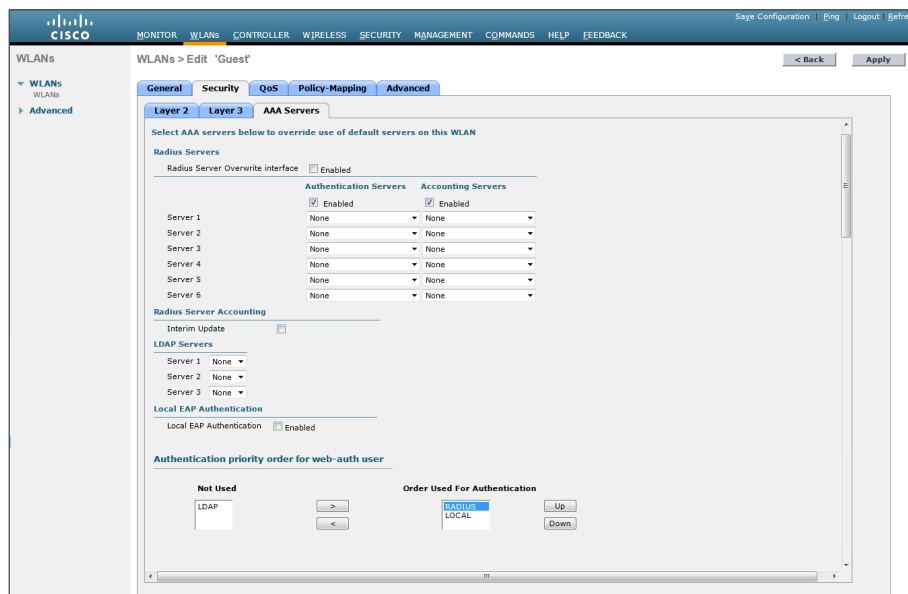 Save Configuration | Ping | Logout | Refre
CISCO
MONITOR WLANs CONTROLLER WIRELESS SECURITY MANAGEMENT COMMANDS HELP FEEDBACK
WLANs
WLANs
WLANs
Advanced
WLANs > Edit 'Guest'
< Back
Apply
General Security QoS Policy-Mapping Advanced
Layer 2 Layer 3 AAA Servers
Select AAA servers below to override use of default servers on this WLAN
Radius Servers
Radius Server Overwrite interface Enabled
Authentication Servers Accounting Servers
Enabled Enabled
Server 1 None None
Server 2 None None
Server 3 None None
Server 4 None None
Server 5 None None
Server 6 None None
Radius Server Accounting
Interim Update
LDAP Servers
Server 1 None
Server 2 None
Server 3 None
Local EAP Authentication
Local EAP Authentication Enabled
Authentication priority order for web-auth user
Not Used Order Used For Authentication
LDAP > RADIUS Up
LOCAL
< Down